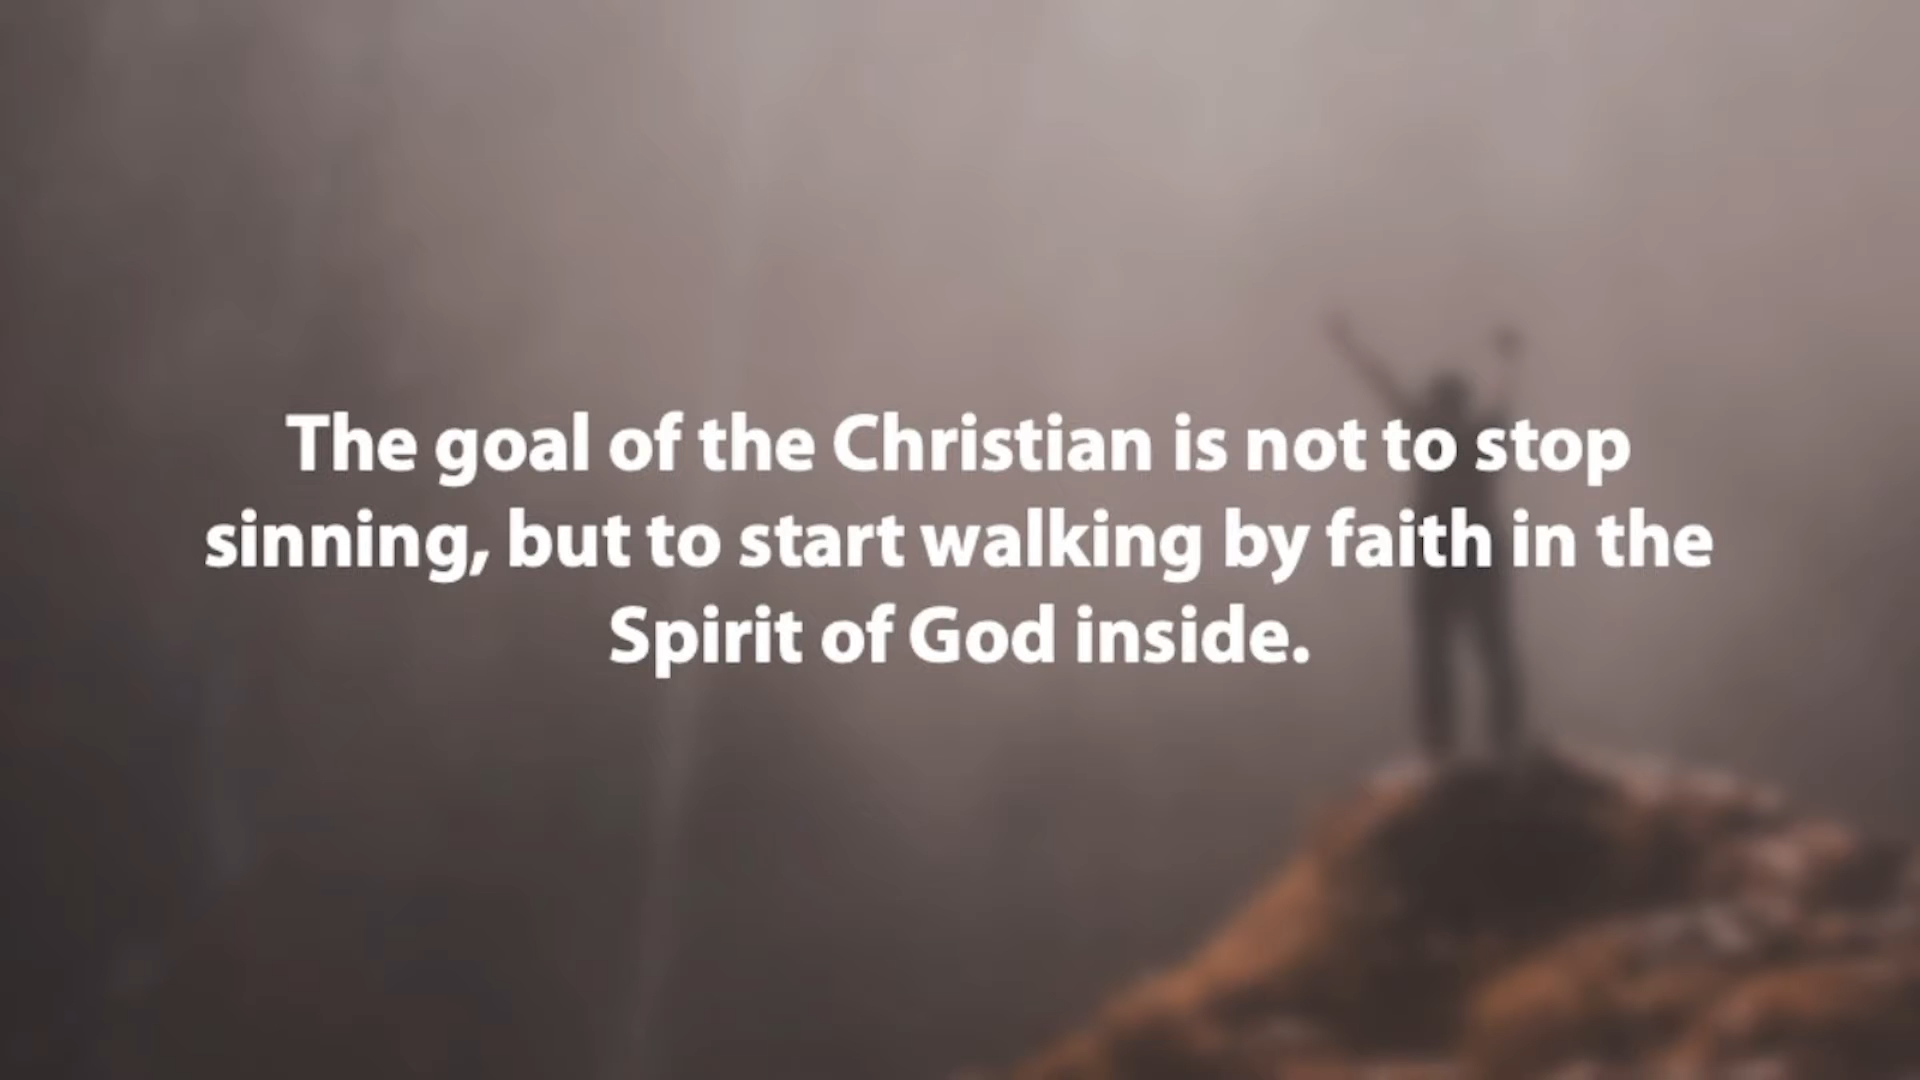 The goal of the Christian is not to stop
sinning, but to start walking by faith in the
Spirit of God inside.